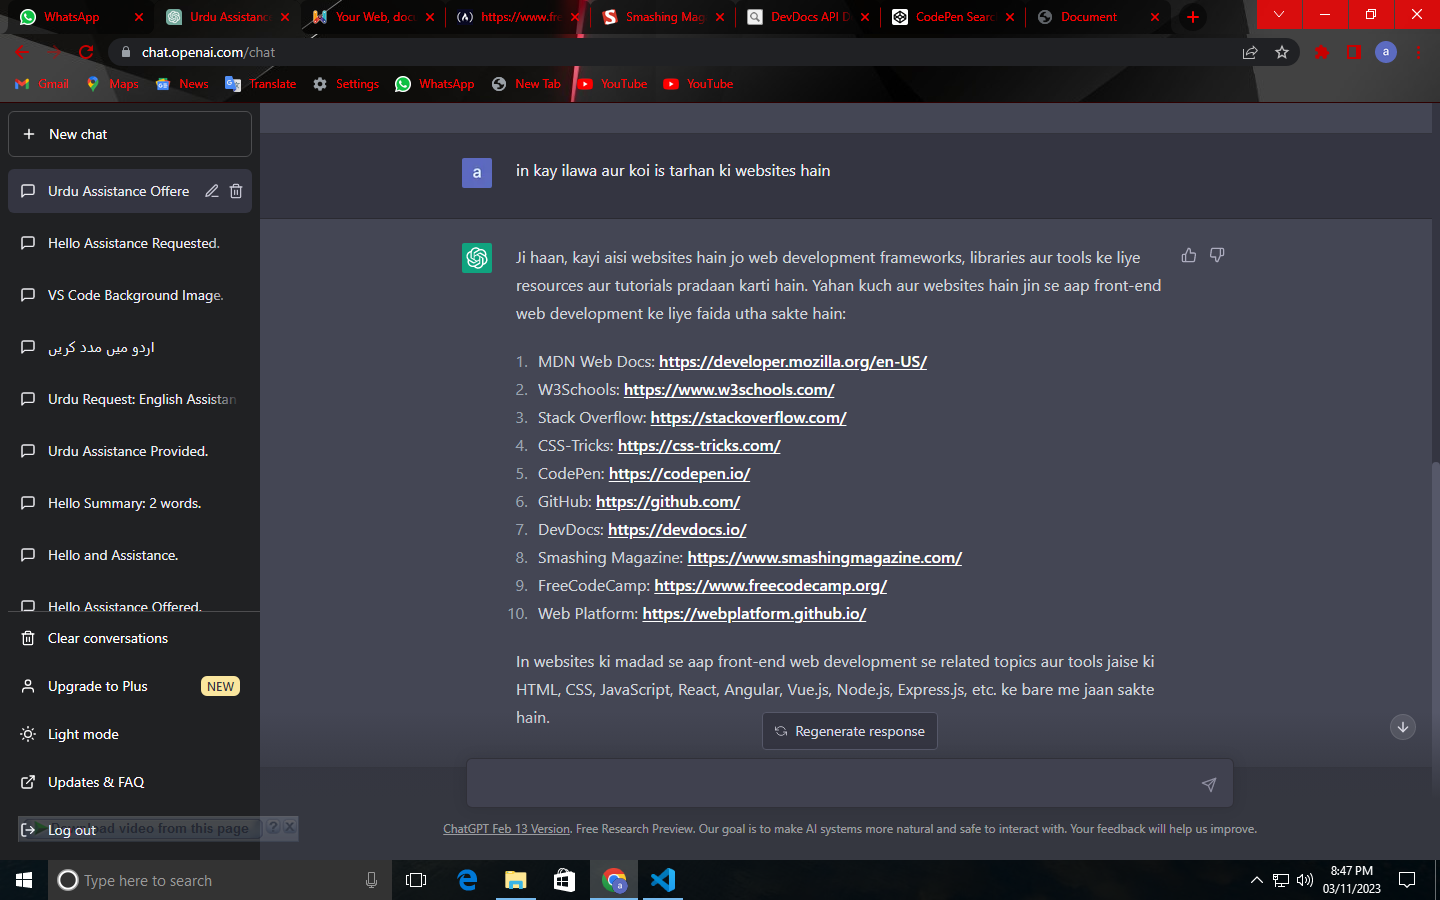 WhatsApp
Urdu Assistance
Your Web, docu
https://www.fre
Smashing Mag
DevDocs API D
CodePen Searc
Document
chat.openai.com/chat
a
Gmail
Maps
News
Translate
Settings
WhatsApp
New Tab
YouTube
YouTube
New chat
Urdu Assistance Offere
Hello Assistance Requested.
VS Code Background Image.
اردو میں مدد کریں
Urdu Request: English Assistan
Urdu Assistance Provided.
Hello Summary: 2 words.
Hello and Assistance.
Hello Assistance Offered.
Clear conversations
Upgrade to Plus
NEW
Light mode
Updates & FAQ
Log out
load video from this page
?
a
in kay ilawa aur koi is tarhan ki websites hain
Ji haan, kayi aisi websites hain jo web development frameworks, libraries aur tools ke liye
resources aur tutorials pradaan karti hain. Yahan kuch aur websites hain jin se aap front-end
web development ke liye faida utha sakte hain:
1. MDN Web Docs: https://developer.mozilla.org/en-US/
2. W3Schools: https://www.w3schools.com/
3. Stack Overflow: https://stackoverflow.com/
4. CSS-Tricks: https://css-tricks.com/
5. CodePen: https://codepen.io/
6. GitHub: https://github.com/
7. DevDocs: https://devdocs.io/
8. Smashing Magazine: https://www.smashingmagazine.com/
9. FreeCodeCamp: https://www.freecodecamp.org/
10. Web Platform: https://webplatform.github.io/
In websites ki madad se aap front-end web development se related topics aur tools jaise ki
HTML, CSS, JavaScript, React, Angular, Vue.js, Node.js, Express.js, etc. ke bare me jaan sakte
hain.
Regenerate response
ChatGPT Feb 13 Version. Free Research Preview. Our goal is to make AI systems more natural and safe to interact with. Your feedback will help us improve.
Type here to search
a
8:47 PM
03/11/2023